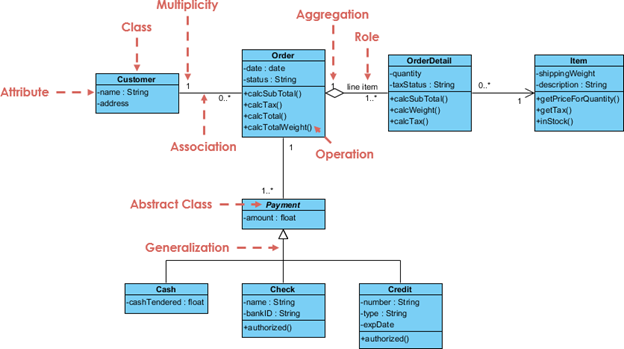 Multiplicity
Class
Aggregation
Role
Attribute
Customer
-name : String
-address
1
0..*
Association
Order
-date : date
-status : String
+calcSubTotal()
+calcTax()
+calcTotal()
+calcTotalWeight()
1
line item
1..*
OrderDetail
-quantity
-taxStatus : String
+calcSubTotal()
+calcWeight()
+calcTax()
0..*
1
Item
-shippingWeight
-description : String
+getPriceForQuantity()
+getTax()
+inStock()
Operation
1
1..*
Abstract Class
Payment
-amount : float
Generalization
Cash
-cashTendered : float
Check
-name : String
-bankID : String
+authorized()
Credit
-number : String
-type : String
-expDate
+authorized()